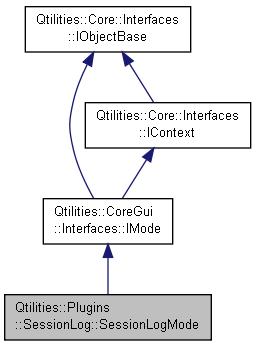 Qtilities::Core::Interfaces
::IObjectBase
Qtilities::Core::Interfaces
::IContext
Qtilities::CoreGui
::Interfaces::IMode
Qtilities::Plugins
::SessionLog::SessionLogMode